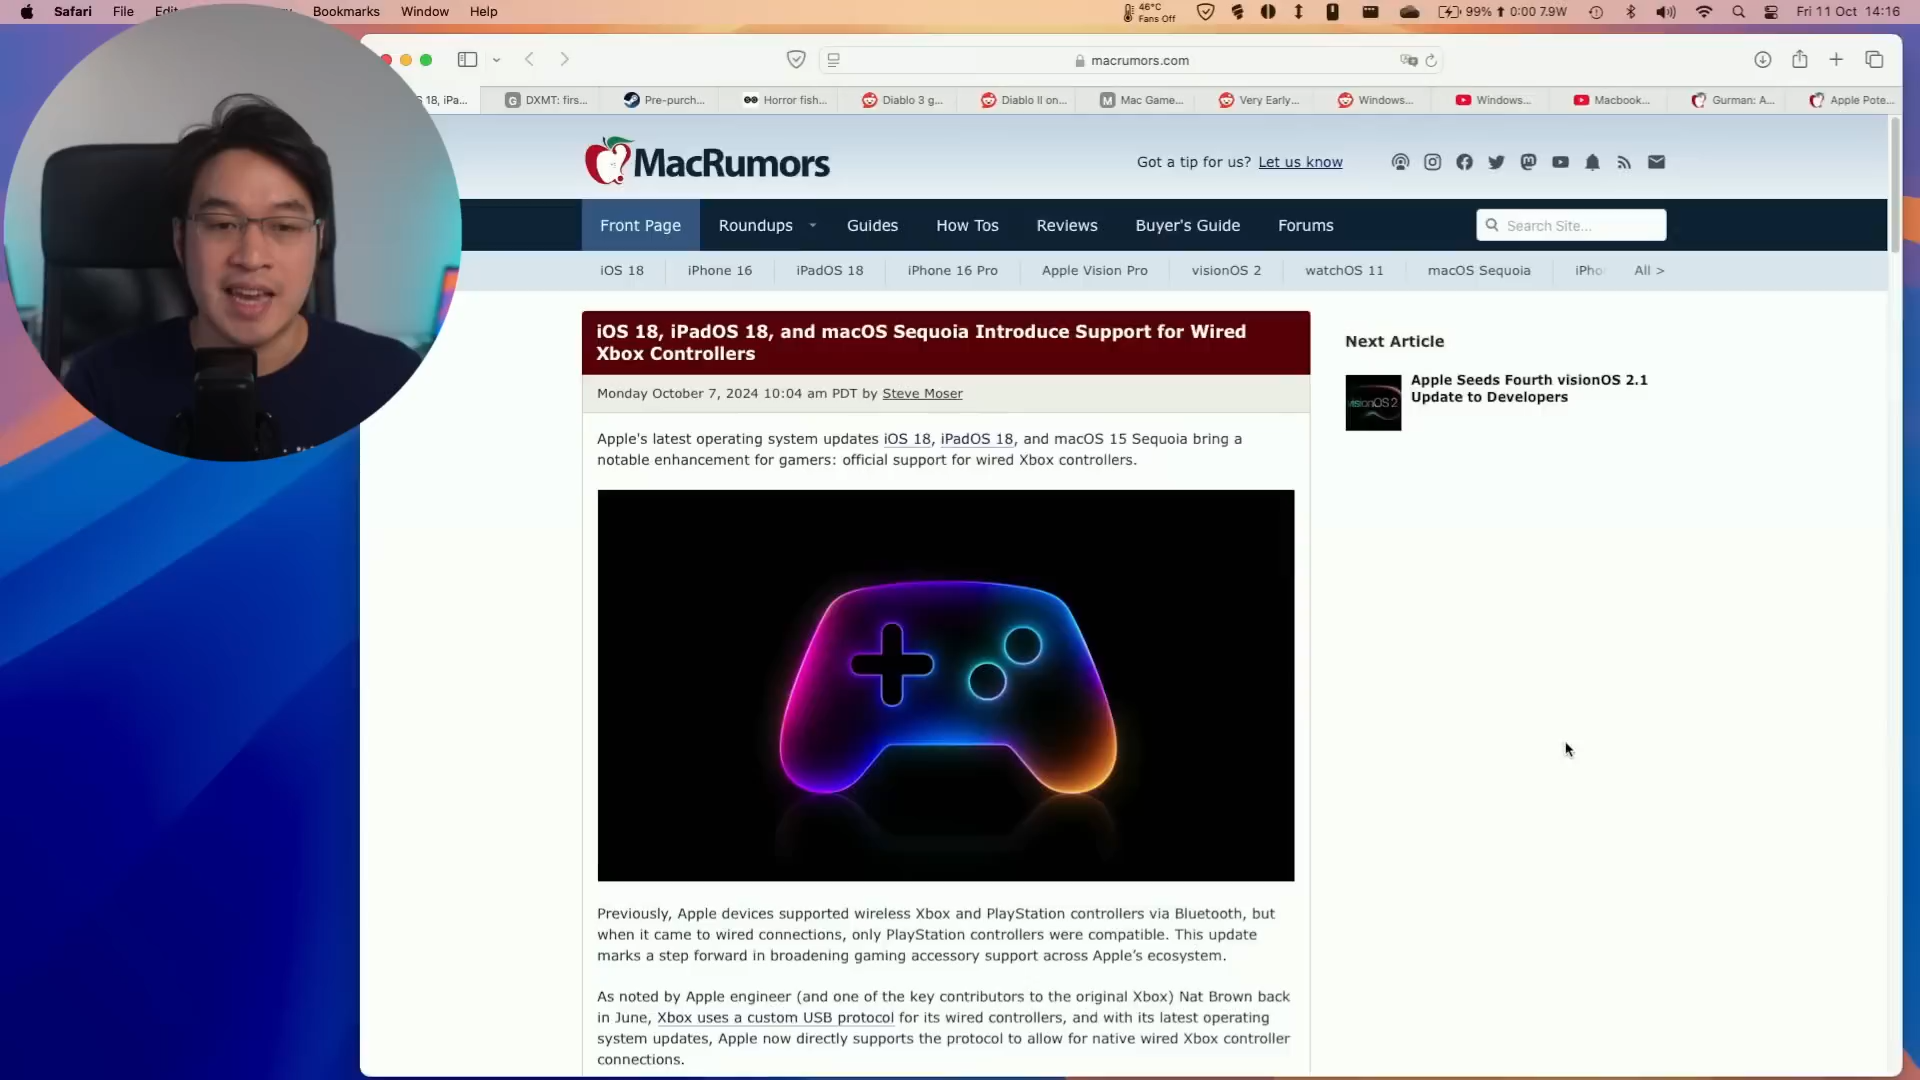 Safari File Edit Bookmarks Window Help 46°C Fans Off 99% 0:00 7.9W Fri 11 Oct 14:16
macrumors.com
18, iPa... DXMT: firs... Pre-purch... Horror fish... Diablo 3 g... Diablo II on... Mac Game... Very Early... Windows... Windows... Macbook... Gurman: A... Apple Pote...
MacRumors
Got a tip for us? Let us know
Front Page Roundups Guides How Tos Reviews Buyer's Guide Forums Search Site...
iOS 18 iPhone 16 iPadOS 18 iPhone 16 Pro Apple Vision Pro visionOS 2 watchOS 11 macOS Sequoia iPho All >
iOS 18, iPadOS 18, and macOS Sequoia Introduce Support for Wired
Xbox Controllers
Monday October 7, 2024 10:04 am PDT by Steve Moser
Apple's latest operating system updates iOS 18, iPadOS 18, and macOS 15 Sequoia bring a
notable enhancement for gamers: official support for wired Xbox controllers.
Previously, Apple devices supported wireless Xbox and PlayStation controllers via Bluetooth, but
when it came to wired connections, only PlayStation controllers were compatible. This update
marks a step forward in broadening gaming accessory support across Apple’s ecosystem.
As noted by Apple engineer (and one of the key contributors to the original Xbox) Nat Brown back
in June, Xbox uses a custom USB protocol for its wired controllers, and with its latest operating
system updates, Apple now directly supports the protocol to allow for native wired Xbox controller
connections.
Next Article
visionOS 2
Apple Seeds Fourth visionOS 2.1
Update to Developers